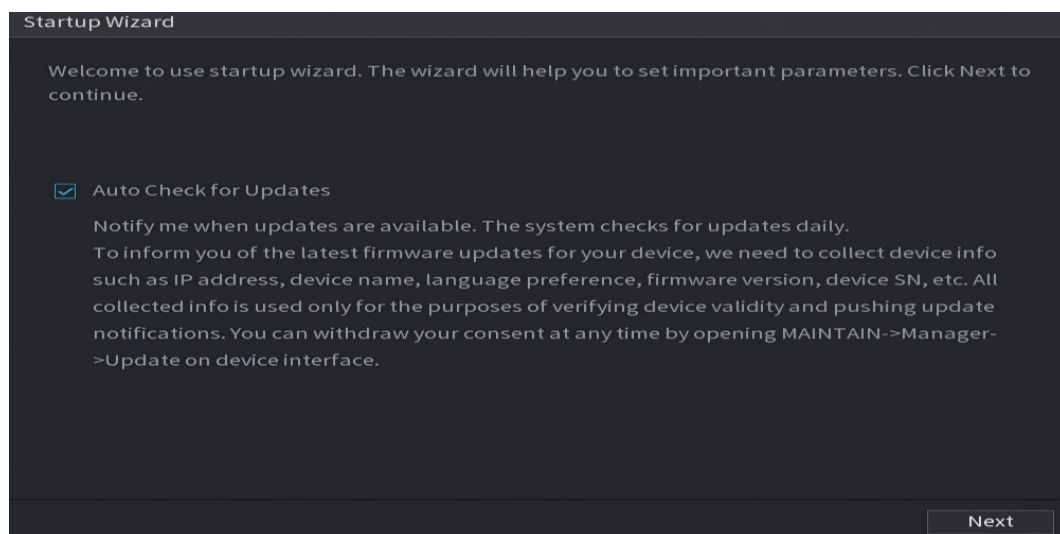 Startup Wizard
Welcome to use startup wizard. The wizard will help you to set important parameters. Click Next to
continue.
Auto Check for Updates
Notify me when updates are available. The system checks for updates daily.
To inform you of the latest firmware updates for your device, we need to collect device info
such as IP address, device name, language preference, firmware version, device SN, etc. All
collected info is used only for the purposes of verifying device validity and pushing update
notifications. You can withdraw your consent at any time by opening MAINTAIN->Manager-
>Update on device interface.
Next